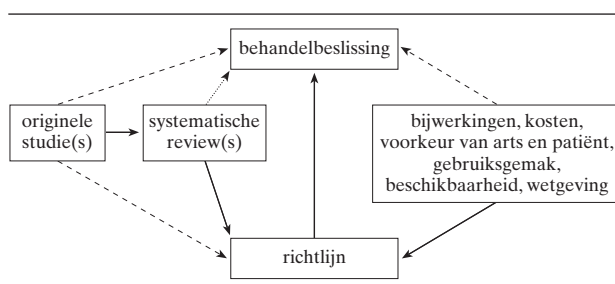 behandelbeslissing
originele
studie(s)
systematische
review(s)
bijwerkingen, kosten,
voorkeur van arts en patiënt,
gebruiksgemak,
beschikbaarheid, wetgeving
richtlijn